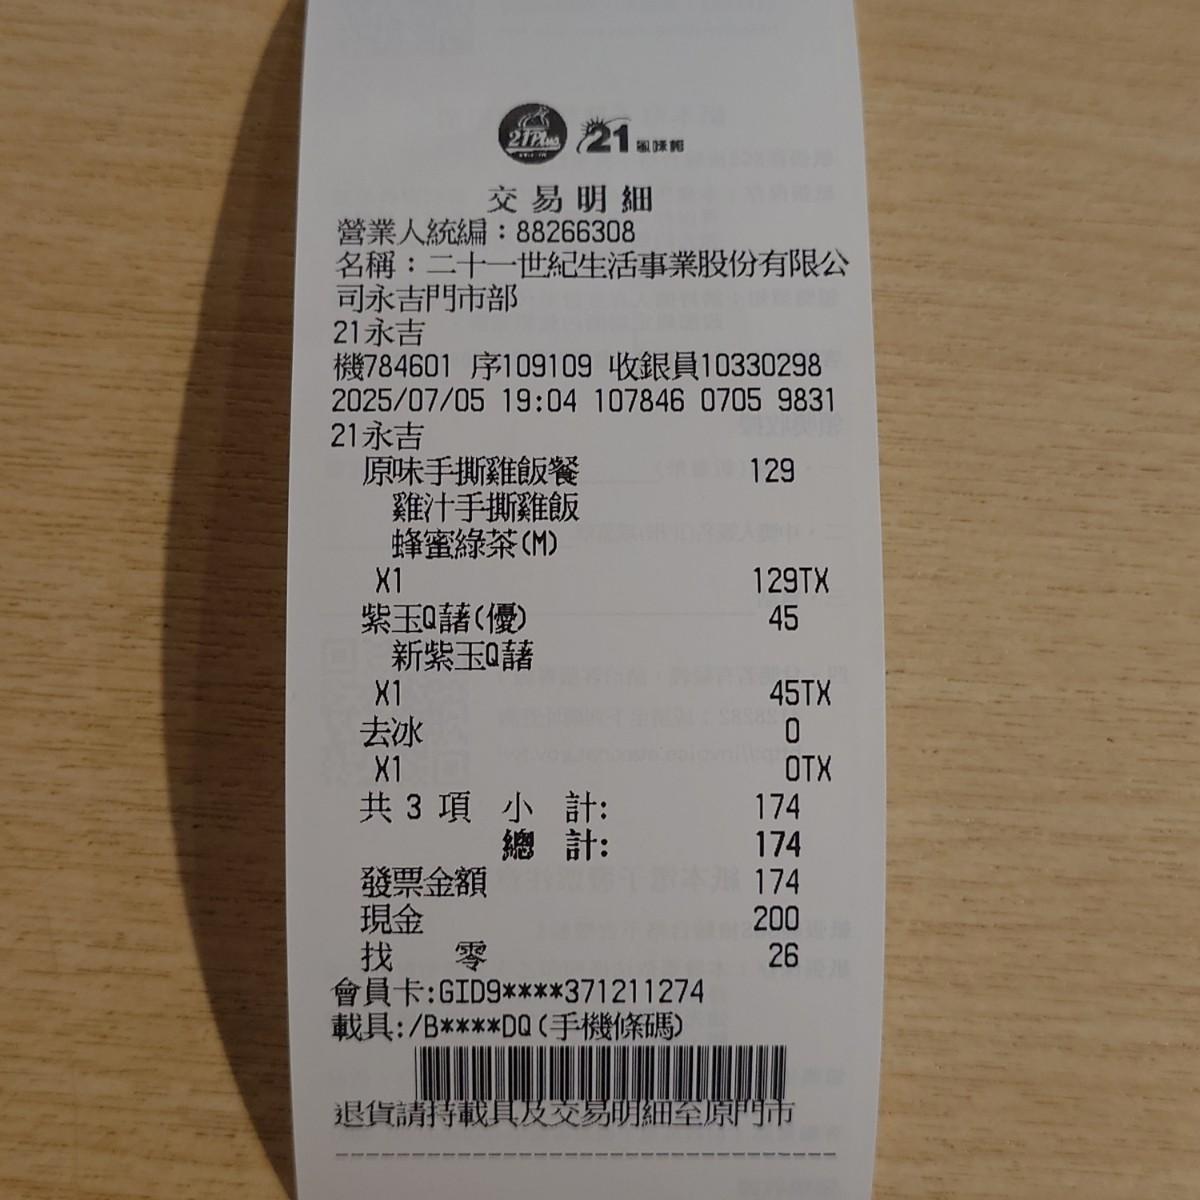 21Plus 21風味館
交易明細
營業人統編：88266308
名稱：二十一世紀生活事業股份有限公
司永吉門市部
21永吉
機784601 序109109 收銀員10330298
2025/07/05 19:04 107846 0705 9831
21永吉
原味手撕雞飯餐 129
雞汁手撕雞飯
蜂蜜綠茶(M)
X1 129TX
紫玉Q藷(優) 45
新紫玉Q藷
X1 45TX
去冰 0
X1 0TX
共 3 項 小 計: 174
總 計: 174
發票金額 174
現金 200
找 零 26
會員卡:GID9****371211274
載具:/B****DQ(手機條碼)
退貨請持載具及交易明細至原門市